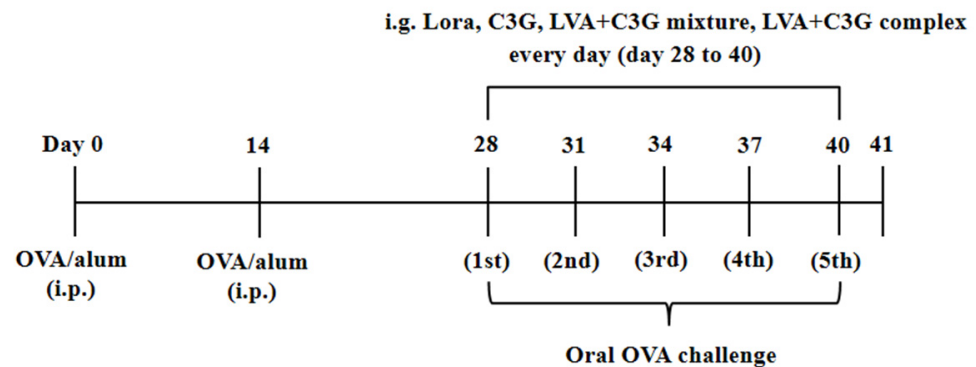 i.g. Lora, C3G, LVA+C3G mixture, LVA+C3G complex
every day (day 28 to 40)
Day 0 14 28 31 34 37 40 41
OVA/alum OVA/alum (1st) (2nd) (3rd) (4th) (5th)
(i.p.) (i.p.)
Oral OVA challenge